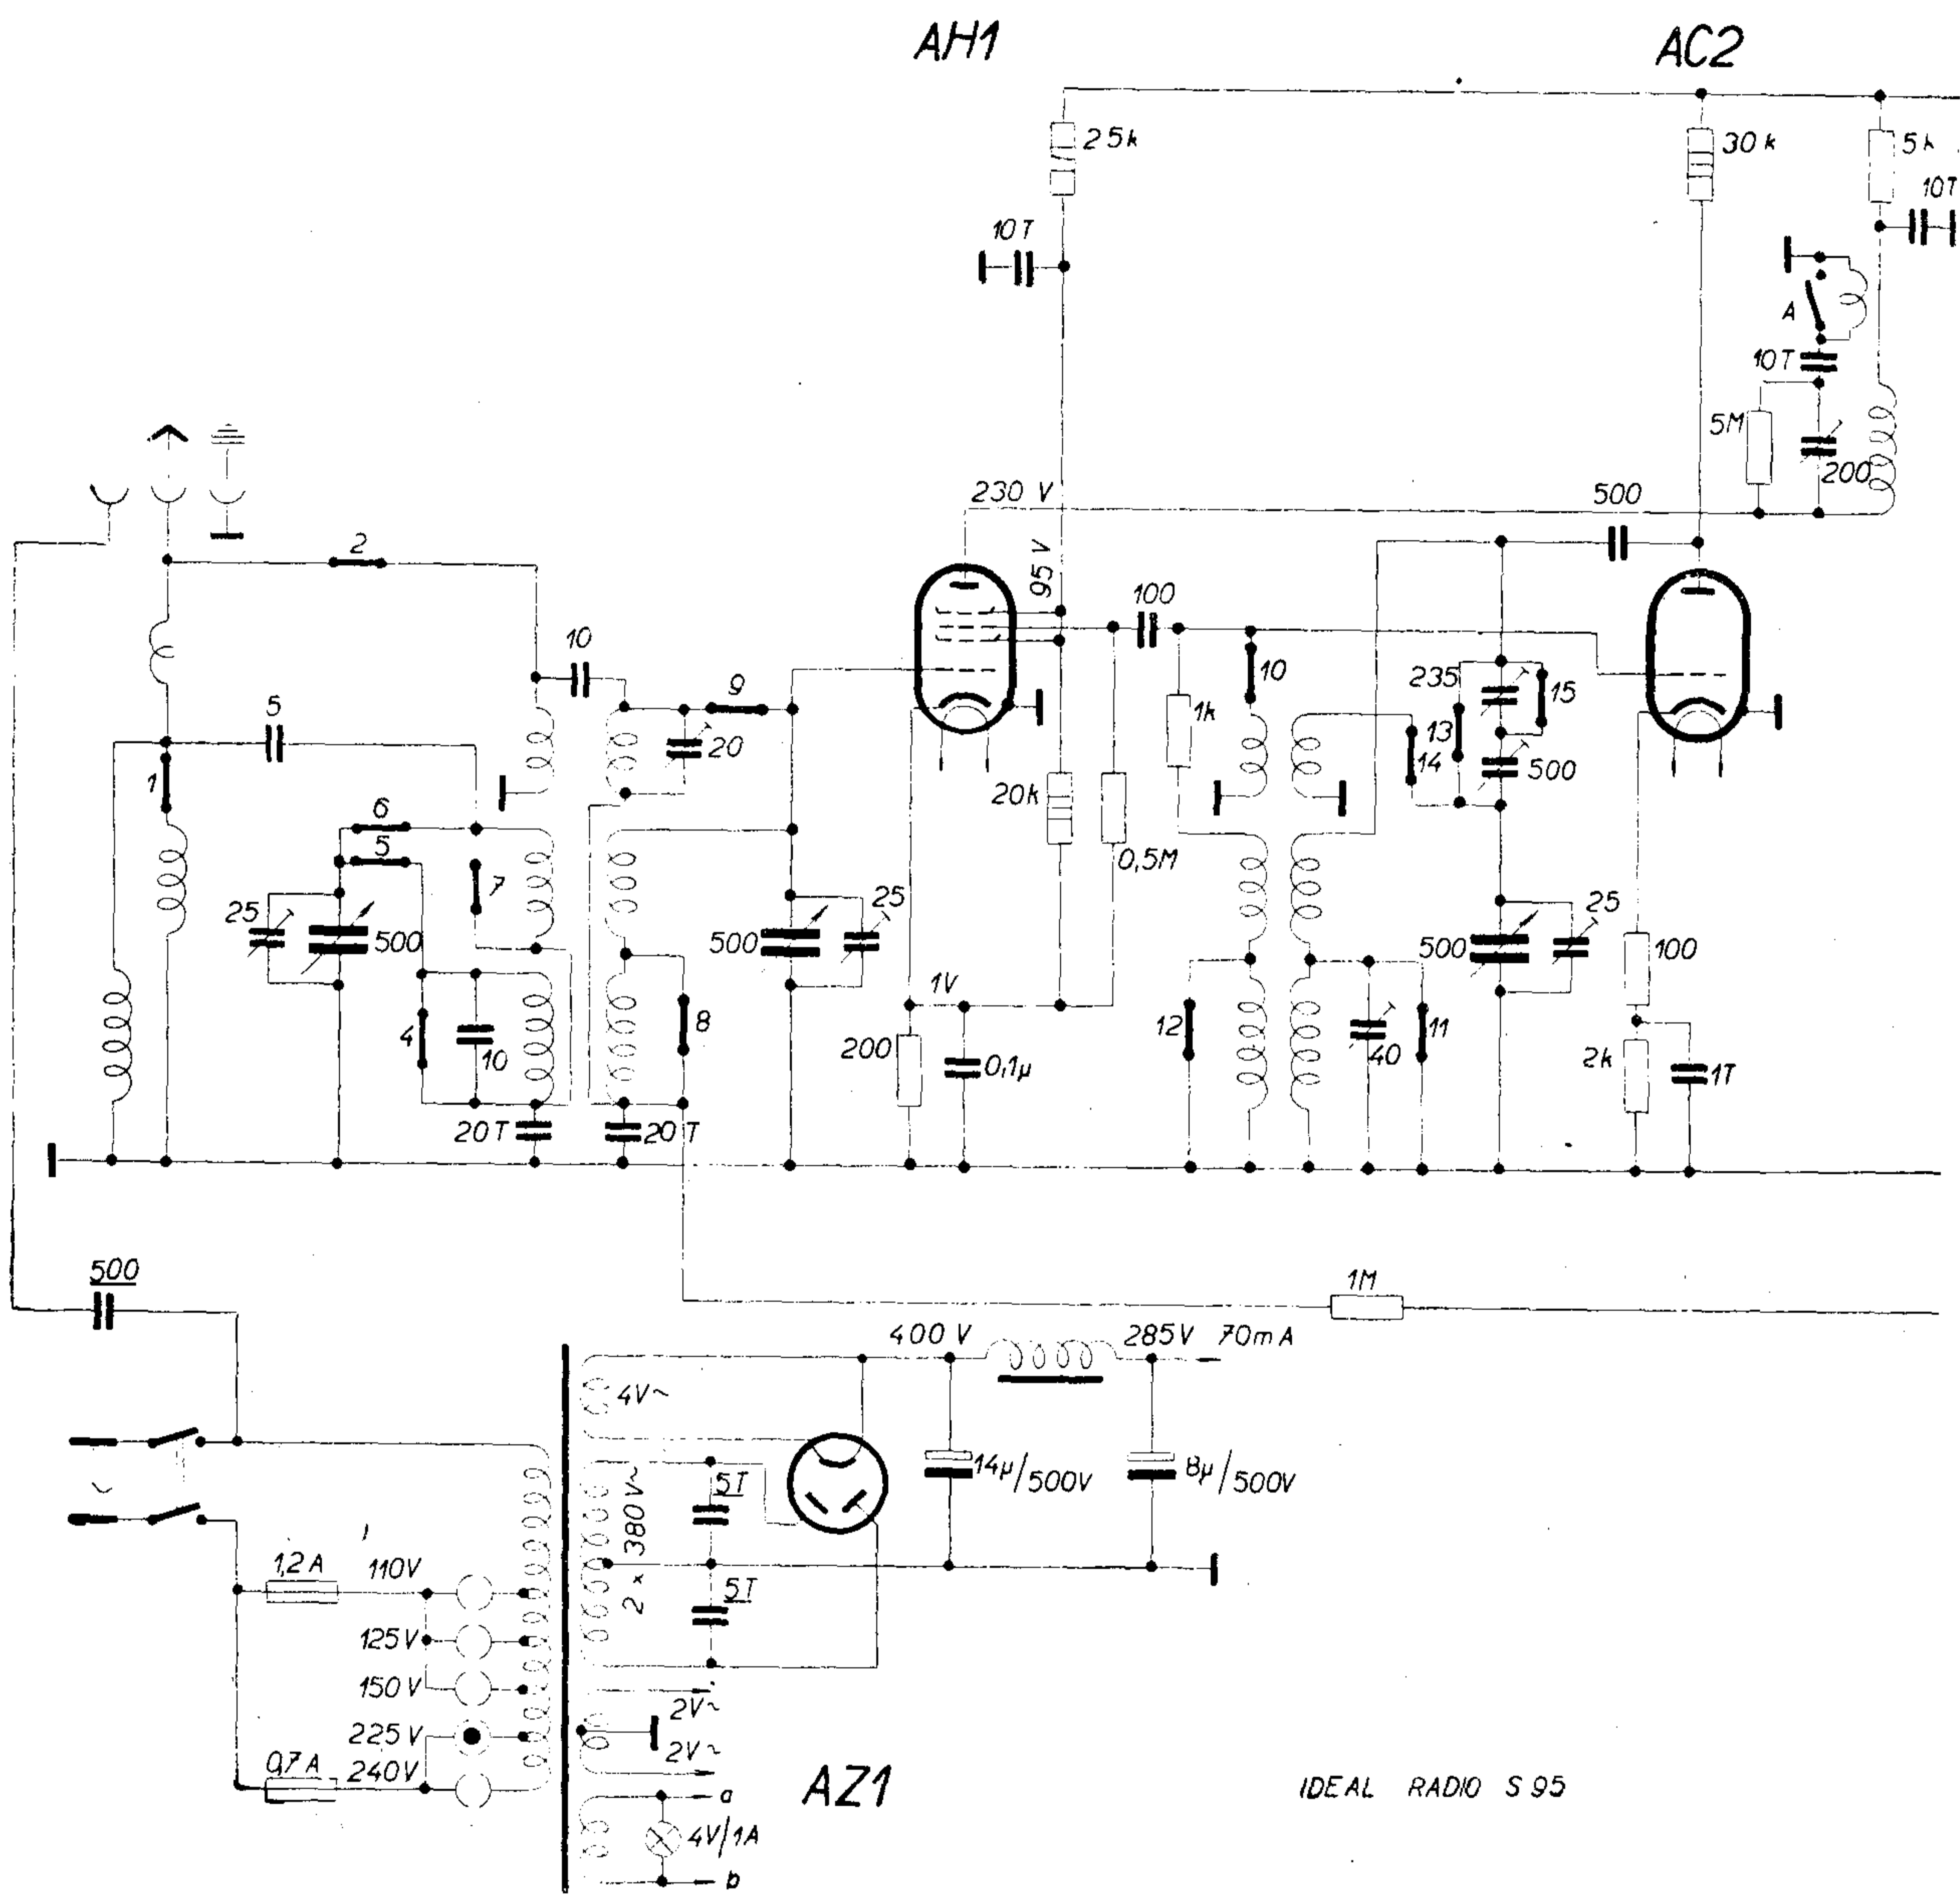 AH1 AC2
25k 30k 5k
10T
10T
A
10T
5M
200
230 V 500
95 V
2
10 100
9 10 235 15
5 20 1k 13
1 14 500
6 20k
5 0,5M
7
25 500 500 25 500 25
100
1V
4 10 8 200 0,1µ 12 40 11 2k 1T
20T 20T
500 1M
400 V 285V 70mA
4V~
2 x 380V~
5T 14µ/500V 8µ/500V
1,2A 110V 5T
125V
150V
2V~
225V
2V~
0,7A 240V
AZ1 IDEAL RADIO S 95
a
4V/1A
b